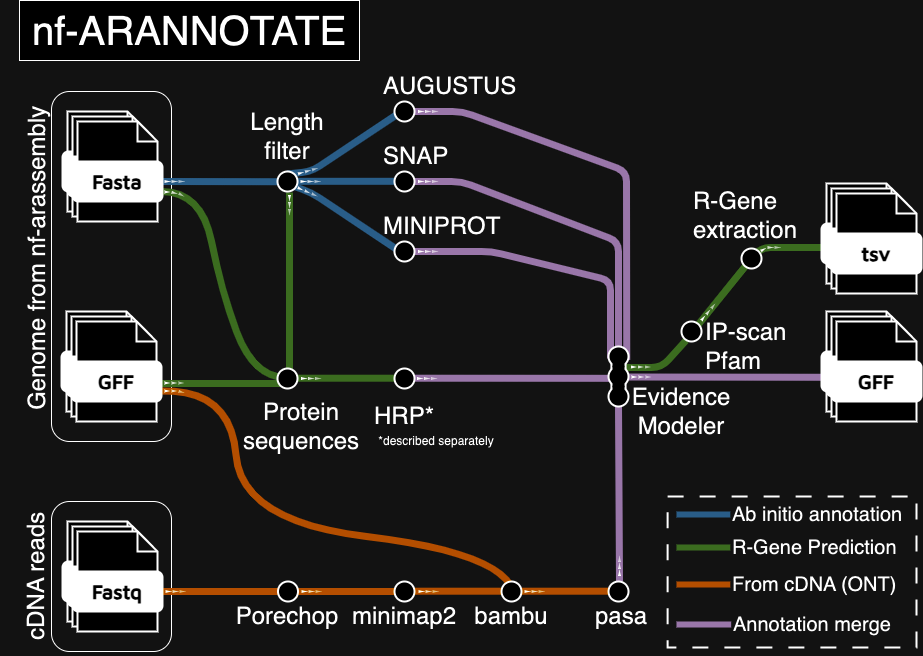 nf-ARANNOTATE
Genome from nf-arassembly
Fasta
GFF
cDNA reads
Fastq
Length
filter
AUGUSTUS
SNAP
MINIPROT
Protein
sequences
HRP*
*described separately
Porechop
minimap2
bambu
pasa
R-Gene
extraction
IP-scan
Pfam
Evidence
Modeler
tsv
GFF
Ab initio annotation
R-Gene Prediction
From cDNA (ONT)
Annotation merge